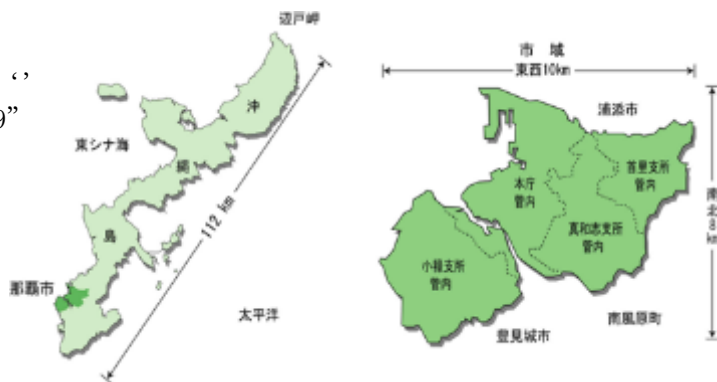 辺戸岬
‘’
9”
東シナ海
沖
縄
島
112 km
那覇市
太平洋
市 域
東西10km
浦添市
首里支所
管内
本庁
管内
真和志支所
管内
小禄支所
管内
南北8km
南風原町
豊見城市